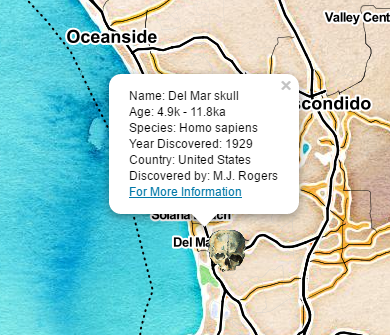 Valley Cent
Oceanside
×
Name: Del Mar skull
Age: 4.9k - 11.8ka
Species: Homo sapiens
Year Discovered: 1929
Country: United States
Discovered by: M.J. Rogers
For More Information
scondido
Solana Beach
Del Ma